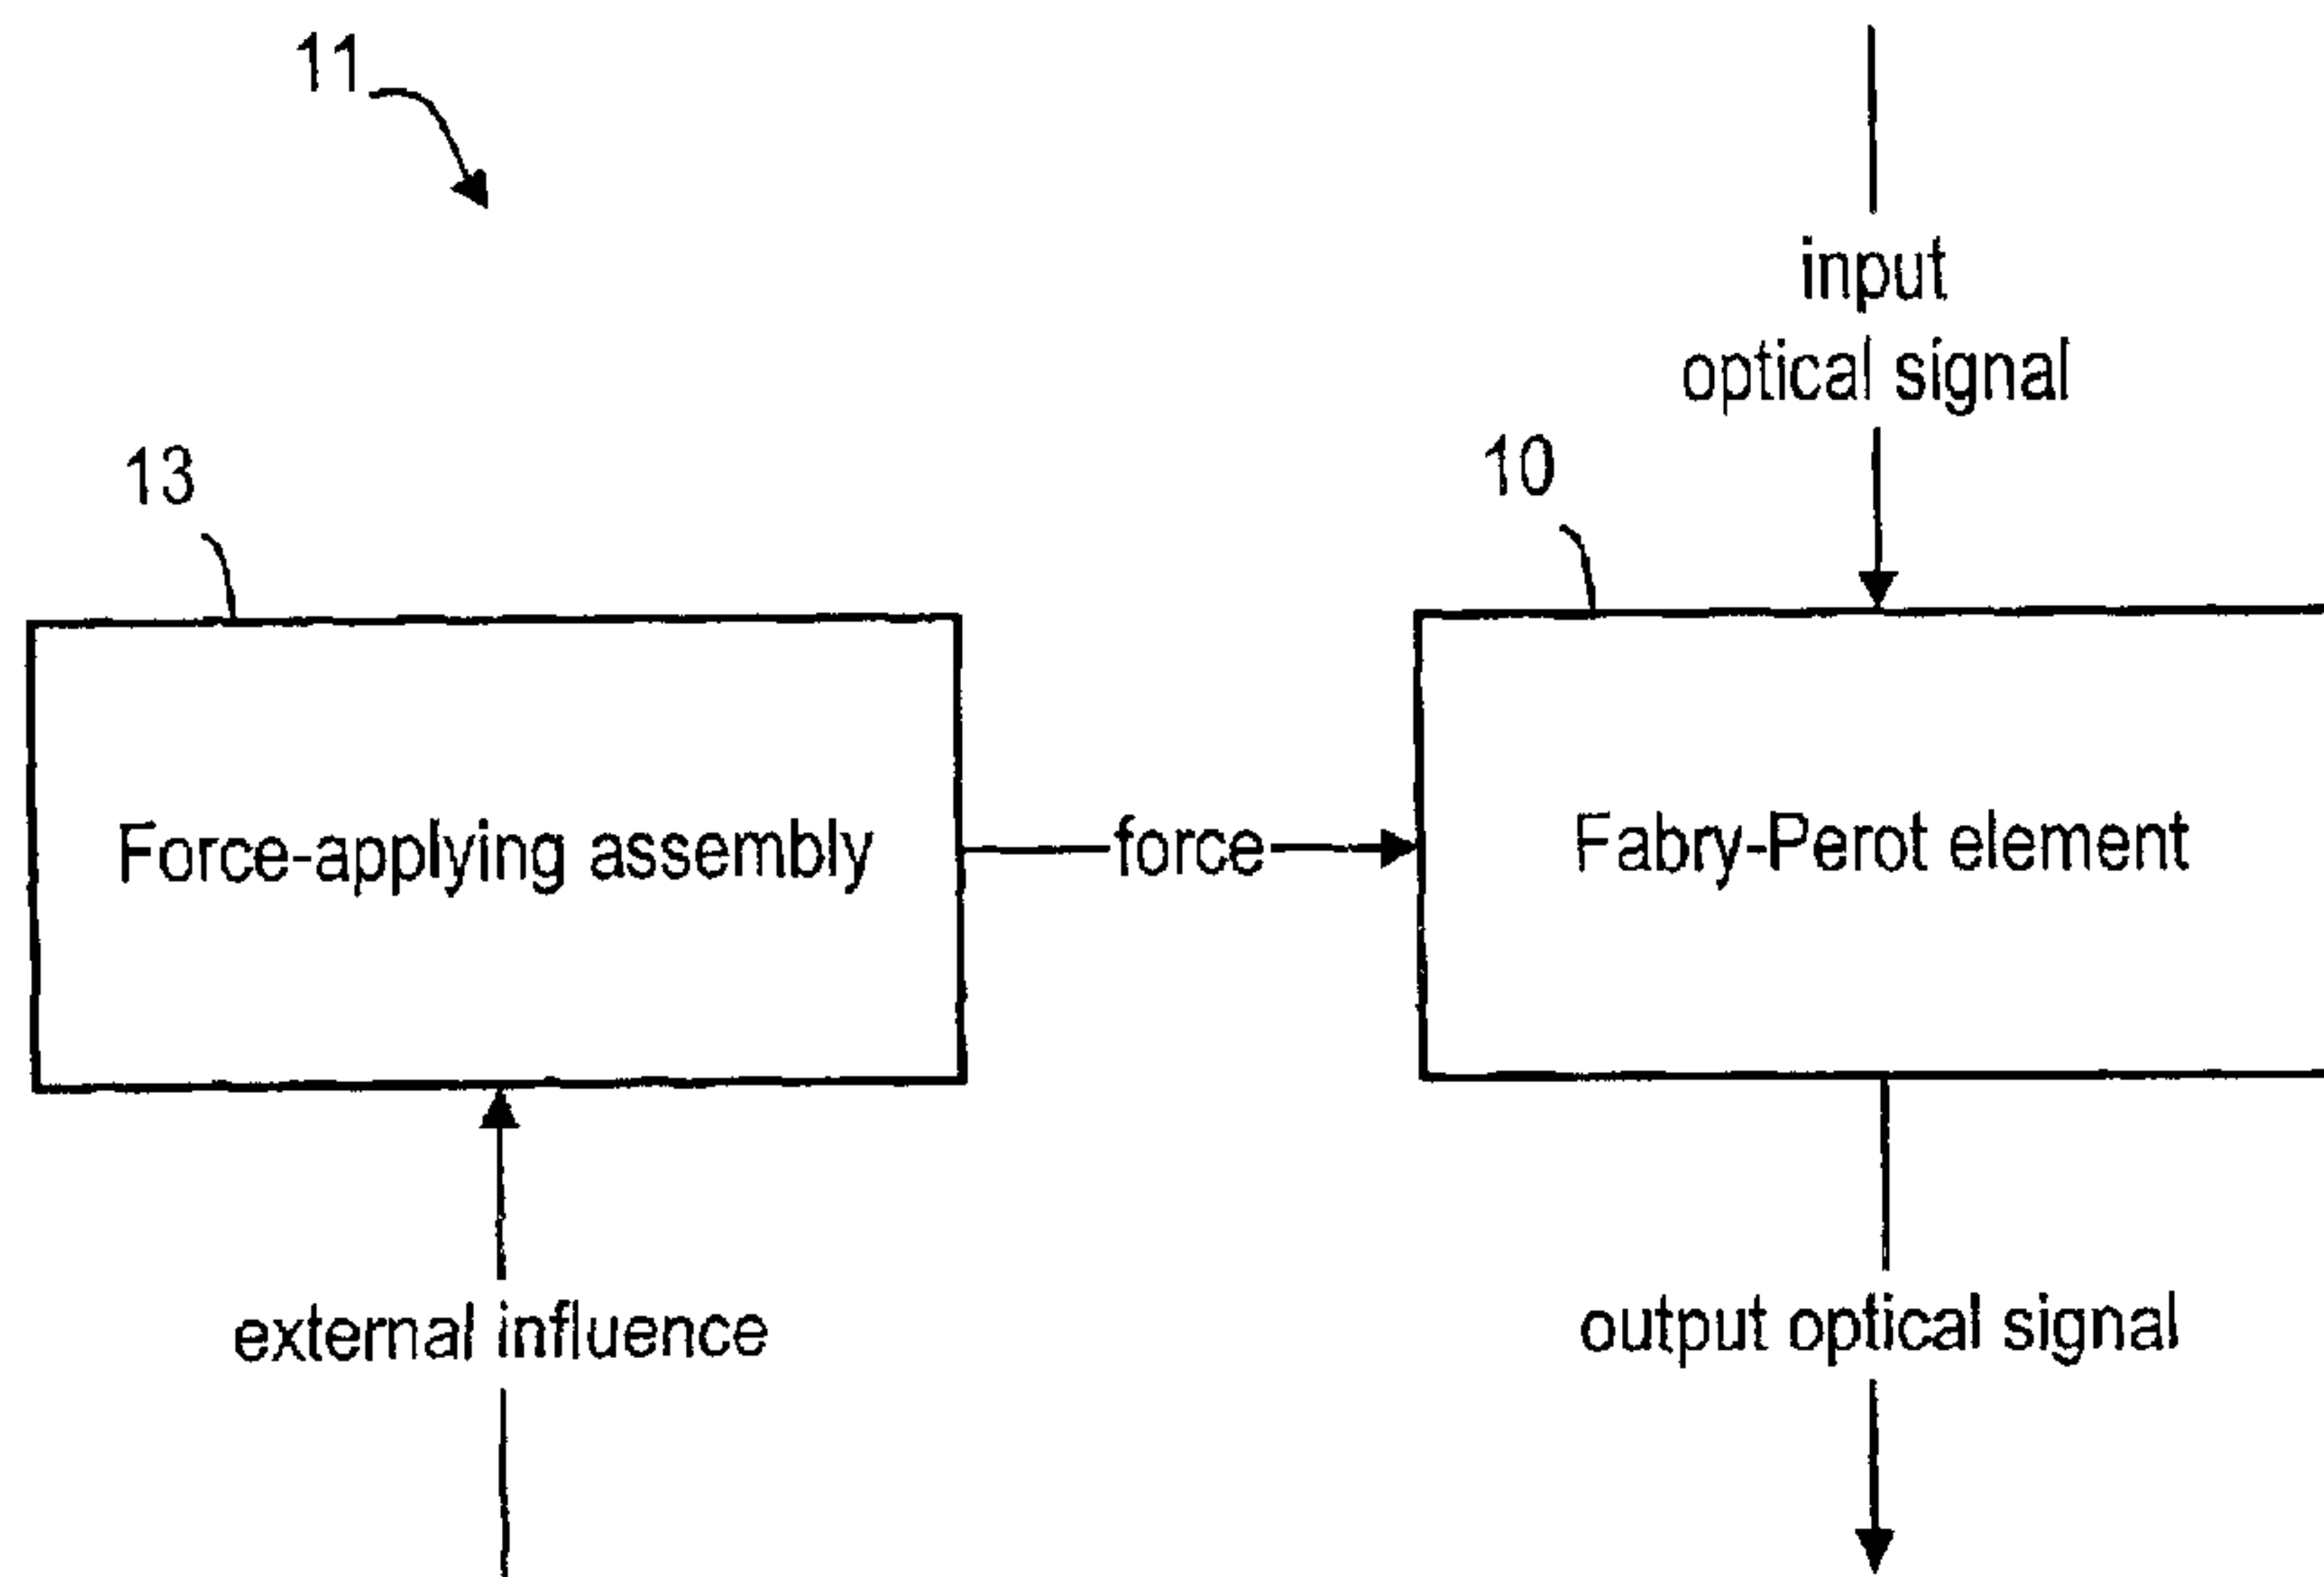 11
input
optical signal
13
10
Force-applying assembly
force
Fabry-Perot element
external influence
output optical signal